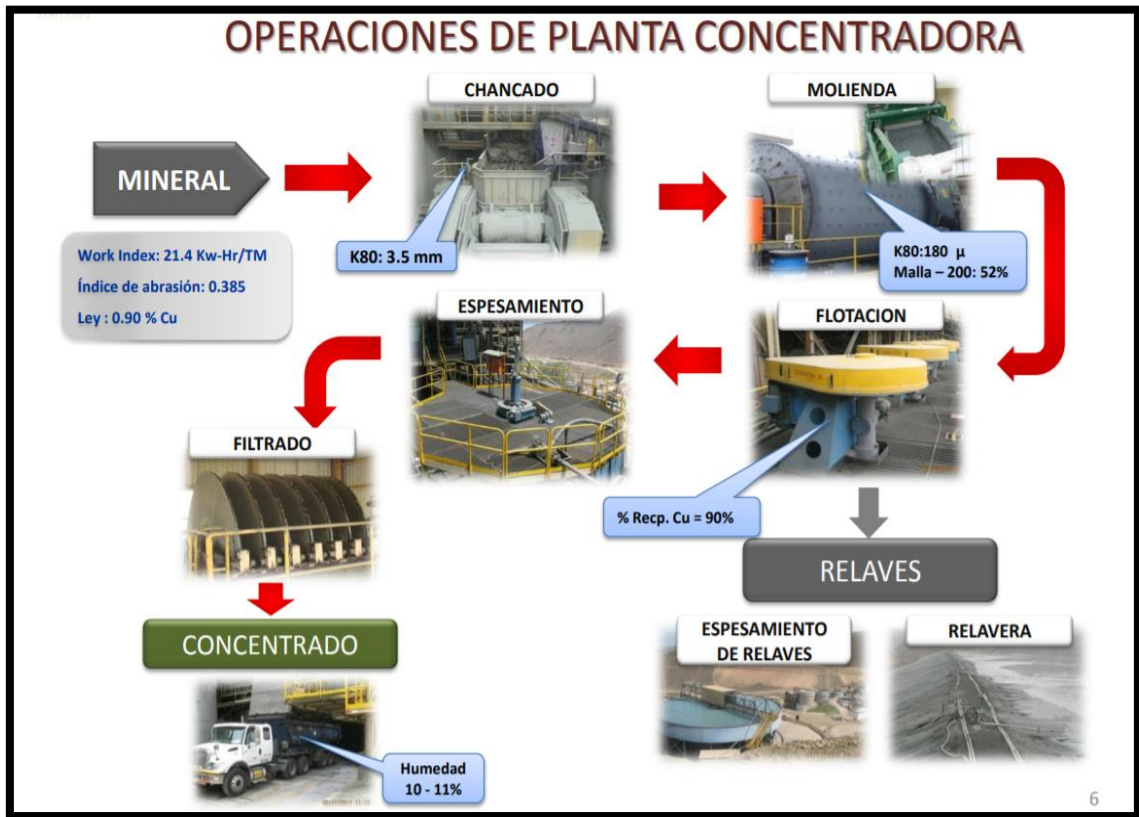 OPERACIONES DE PLANTA CONCENTRADORA
CHANCADO
MOLIENDA
MINERAL
K80: 3.5 mm
K80:180 µ
Malla – 200: 52%
Work Index: 21.4 Kw-Hr/TM
Índice de abrasión: 0.385
Ley : 0.90 % Cu
ESPESAMIENTO
FLOTACION
FILTRADO
% Recp. Cu = 90%
RELAVES
CONCENTRADO
ESPESAMIENTO
DE RELAVES
RELAVERA
Humedad
10 - 11%
6